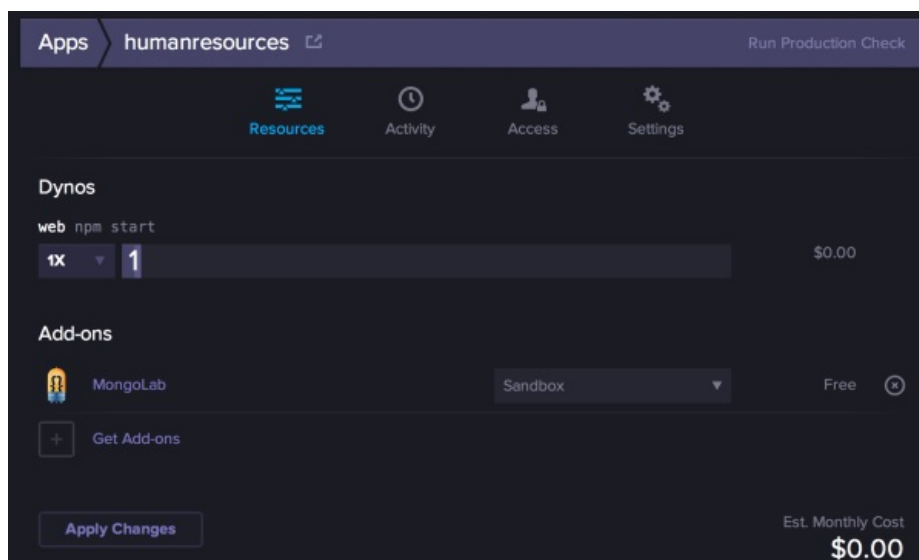 Apps humanresources Run Production Check
Resources Activity Access Settings
Dynos
web npm start
1X 1 $0.00
Add-ons
MongoLab Sandbox Free
Get Add-ons
Apply Changes Est. Monthly Cost
$0.00